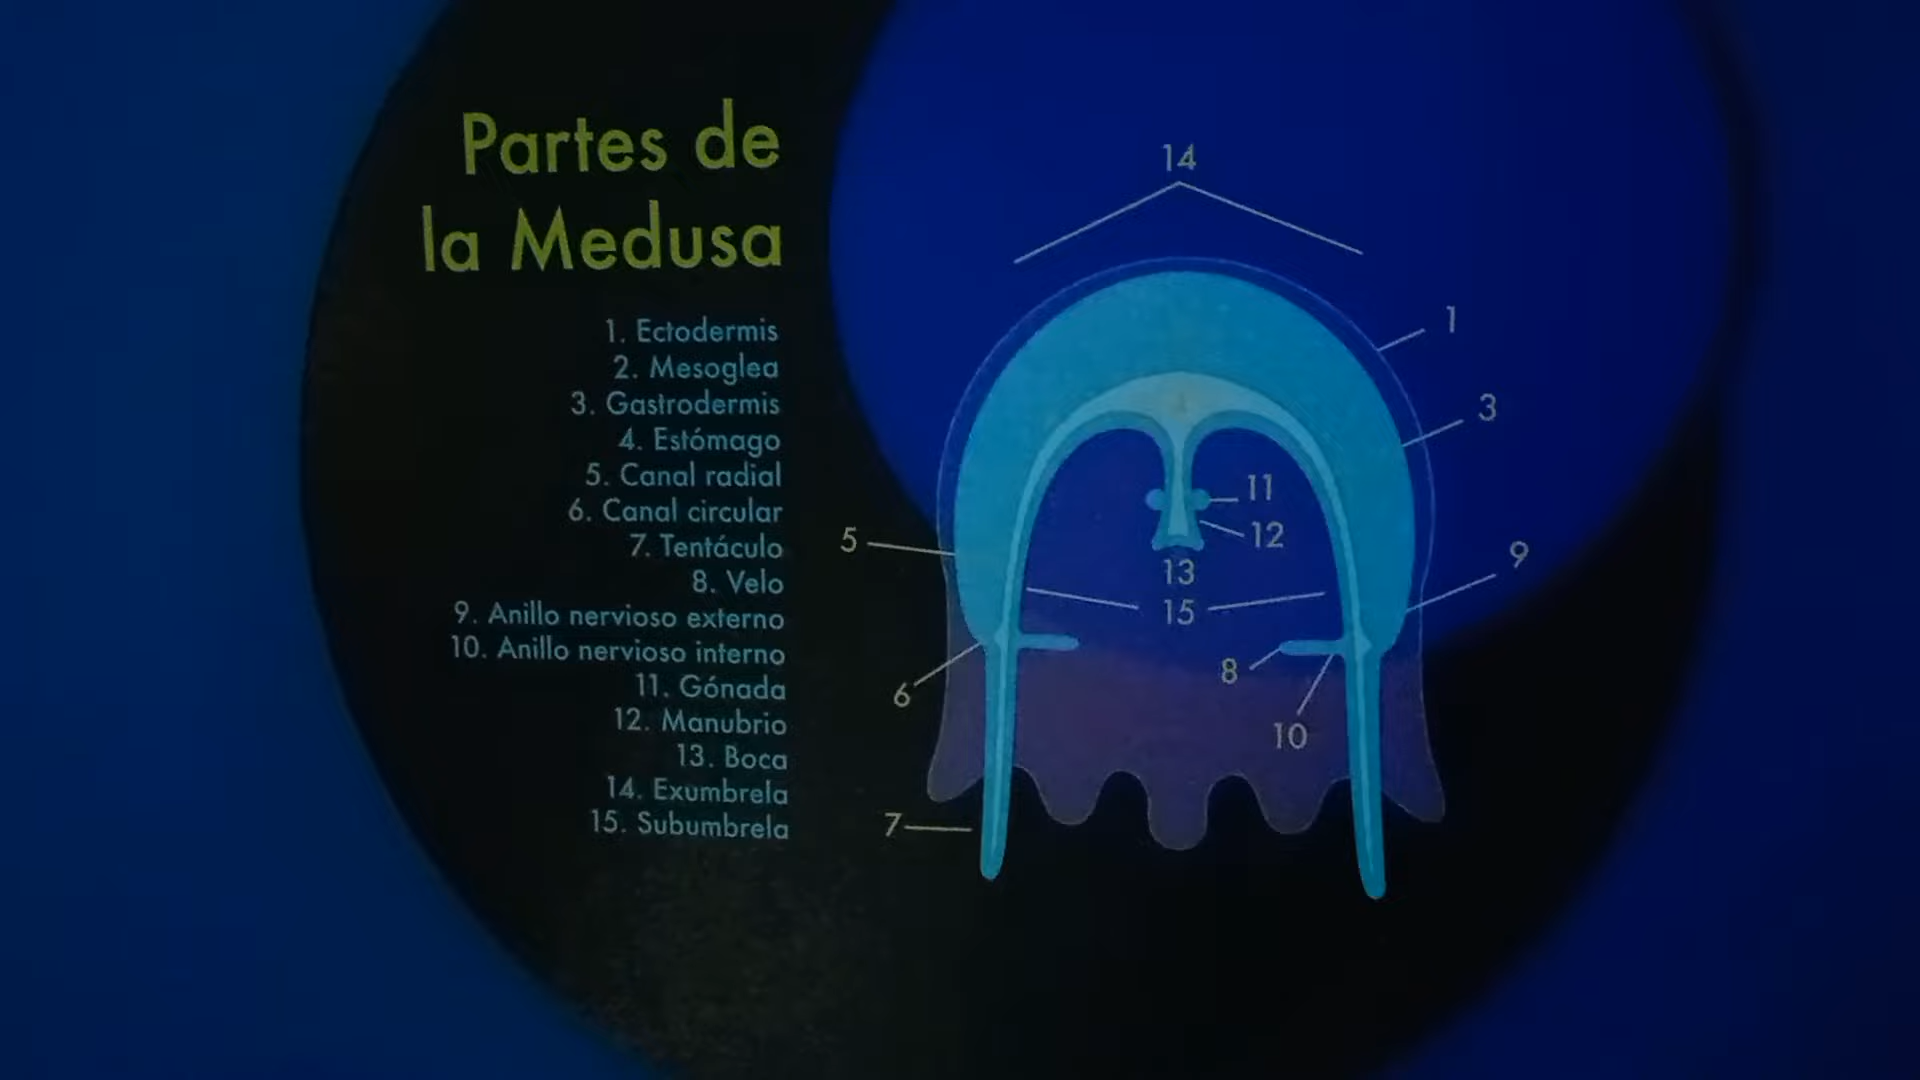 Partes de
la Medusa
1. Ectodermis
2. Mesoglea
3. Gastrodermis
4. Estómago
5. Canal radial
6. Canal circular
7. Tentáculo
8. Velo
9. Anillo nervioso externo
10. Anillo nervioso interno
11. Gónada
12. Manubrio
13. Boca
14. Exumbrela
15. Subumbrela
14
1
3
11
12
5
9
13
15
8
6
10
7